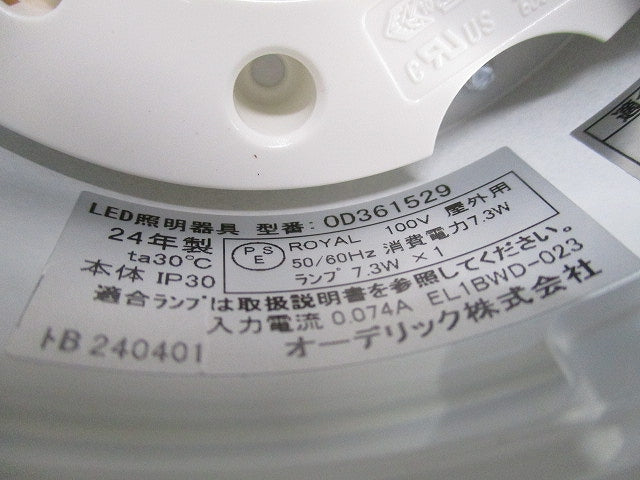 LED照明器具 型番: OD361529
24年製
ta30℃
本体 IP30
PSE
ROYAL 100V 屋外用
50/60Hz 消費電力7.3W
ランプ 7.3W × 1
適合ランプは取扱説明書を参照してください。
入力電流 0.074A EL1BWD-023
トB 240401
オーデリック株式会社
c RU US
適